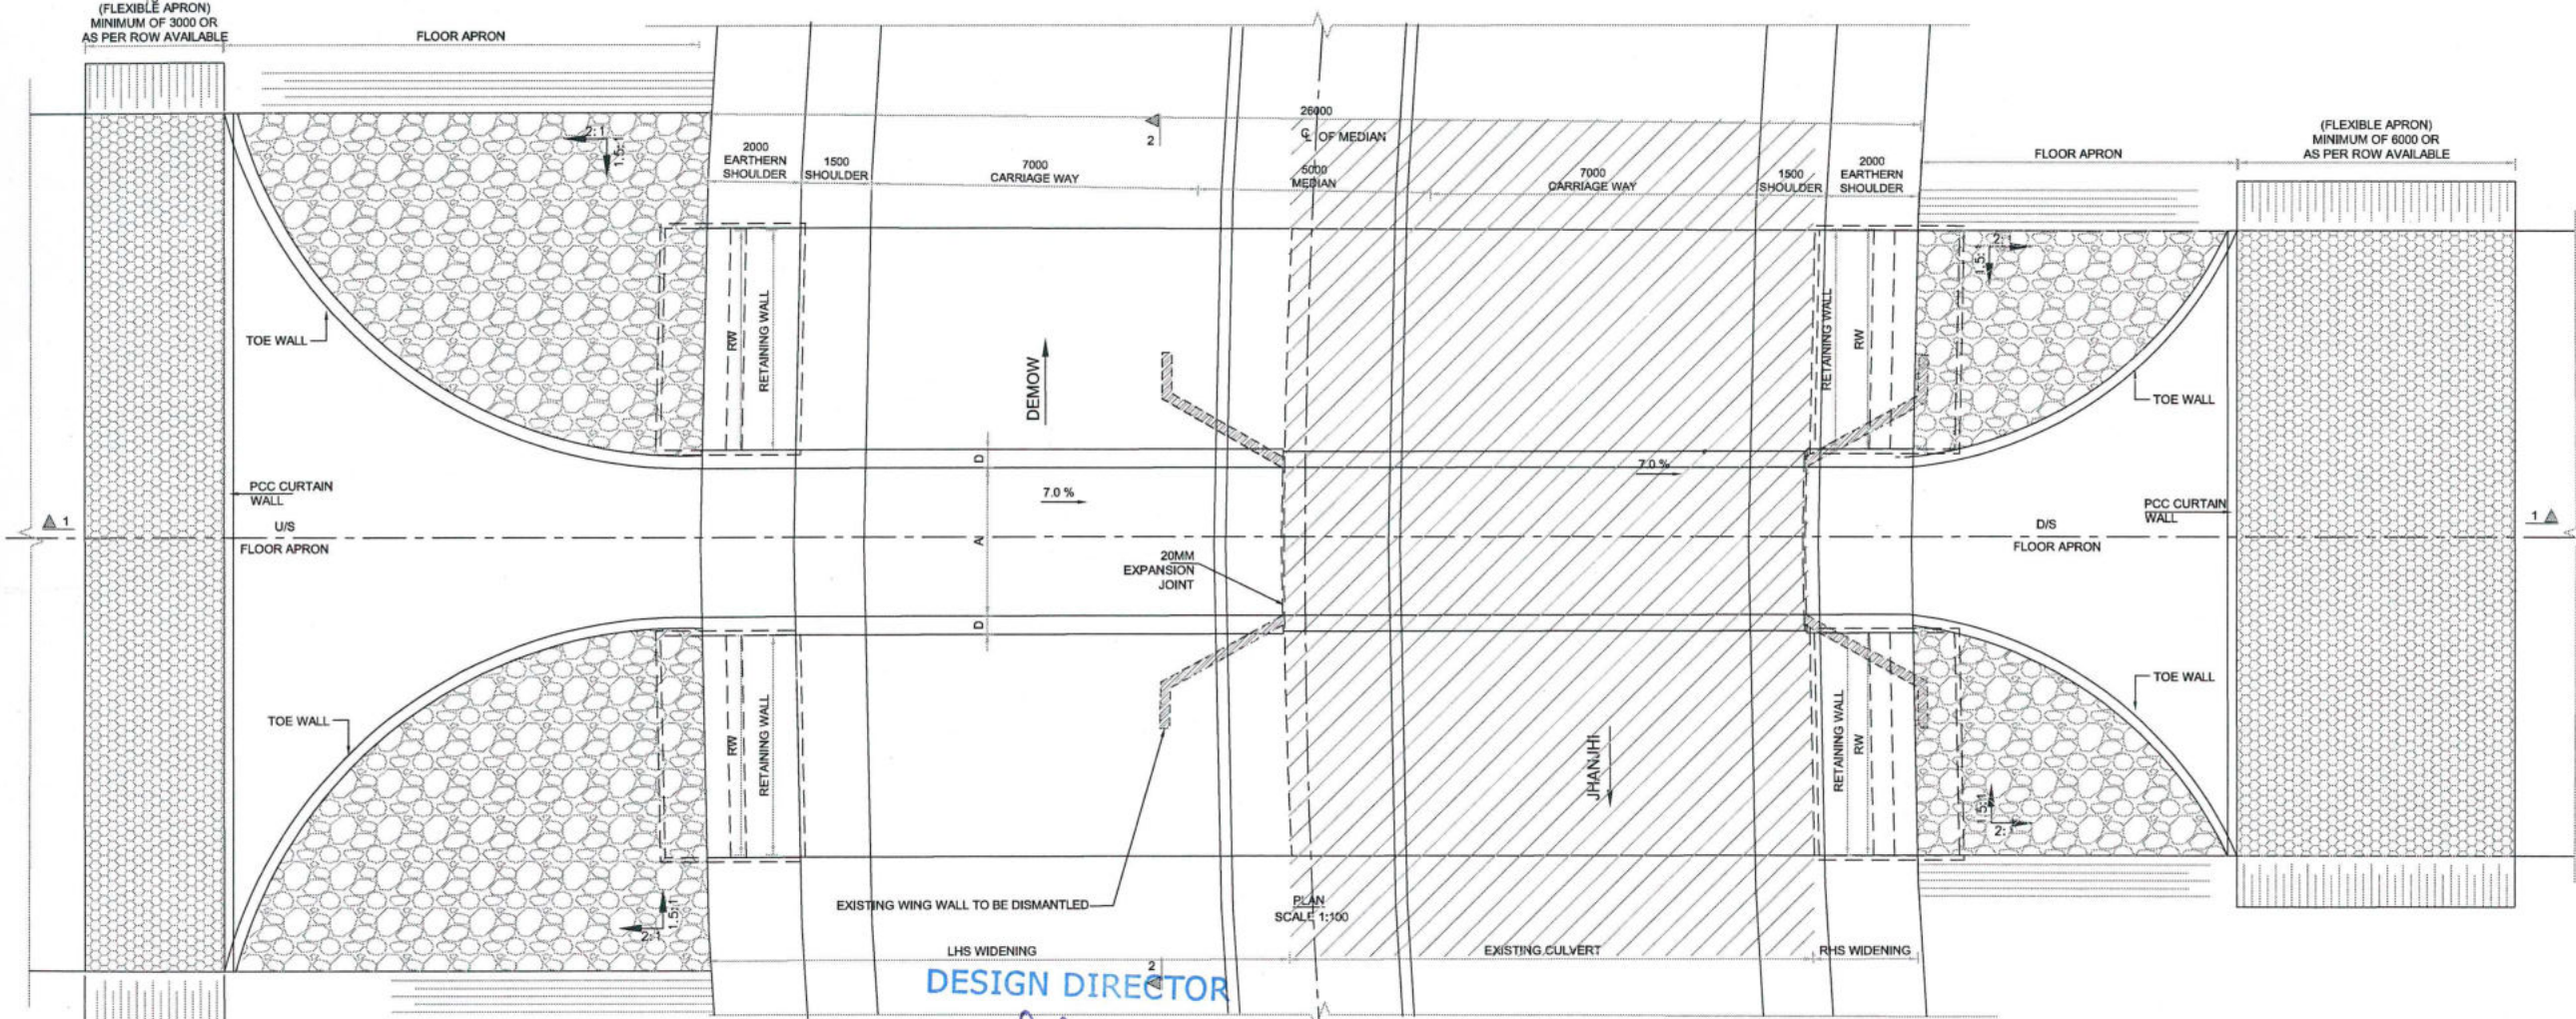 (FLEXIBLE APRON)
MINIMUM OF 3000 OR
AS PER ROW AVAILABLE
FLOOR APRON
26000
℄ OF MEDIAN
2
2000
EARTHERN
SHOULDER
1500
SHOULDER
7000
CARRIAGE WAY
5000
MEDIAN
7000
CARRIAGE WAY
1500
SHOULDER
2000
EARTHERN
SHOULDER
FLOOR APRON
(FLEXIBLE APRON)
MINIMUM OF 6000 OR
AS PER ROW AVAILABLE
2:1
1.5:1
2:1
1.5:1
TOE WALL
RW
RETAINING WALL
DEMOW
RETAINING WALL
RW
TOE WALL
D
7.0 %
7.0 %
PCC CURTAIN
WALL
PCC CURTAIN
WALL
1
U/S
FLOOR APRON
A
D/S
FLOOR APRON
1
20MM
EXPANSION
JOINT
D
TOE WALL
RW
RETAINING WALL
JHANJHI
RETAINING WALL
RW
TOE WALL
1.5:1
2:1
1.5:1
2:1
EXISTING WING WALL TO BE DISMANTLED
PLAN
SCALE 1:100
LHS WIDENING
EXISTING CULVERT
RHS WIDENING
2
DESIGN DIRECTOR